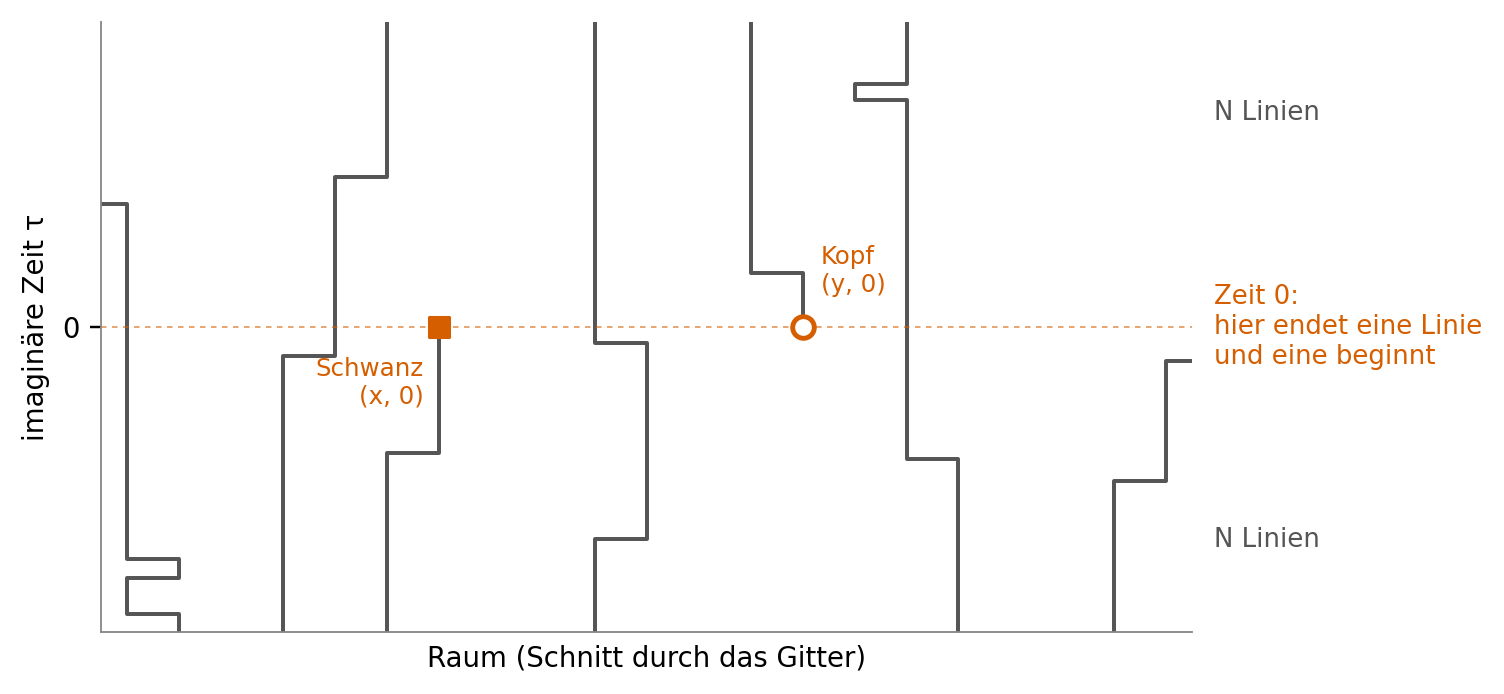 N Linien
Kopf
(y, 0)
Zeit 0:
hier endet eine Linie
und eine beginnt
imaginäre Zeit τ
0
Schwanz
(x, 0)
N Linien
Raum (Schnitt durch das Gitter)